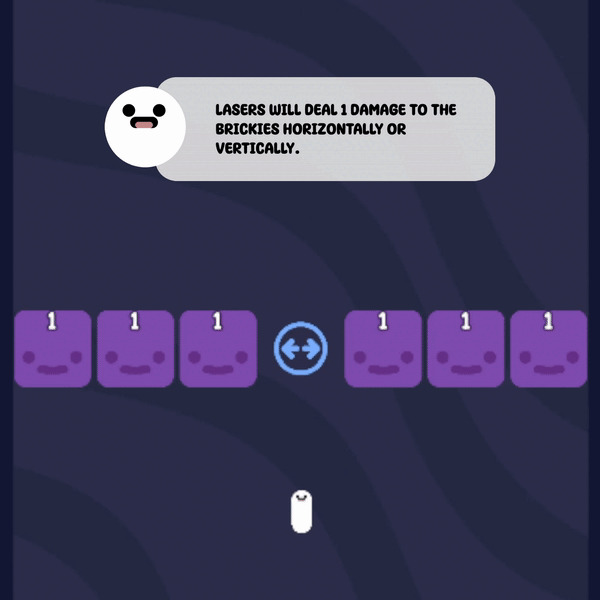 LASERS WILL DEAL 1 DAMAGE TO THE
BRICKIES HORIZONTALLY OR
VERTICALLY.
1 1 1 1 1 1